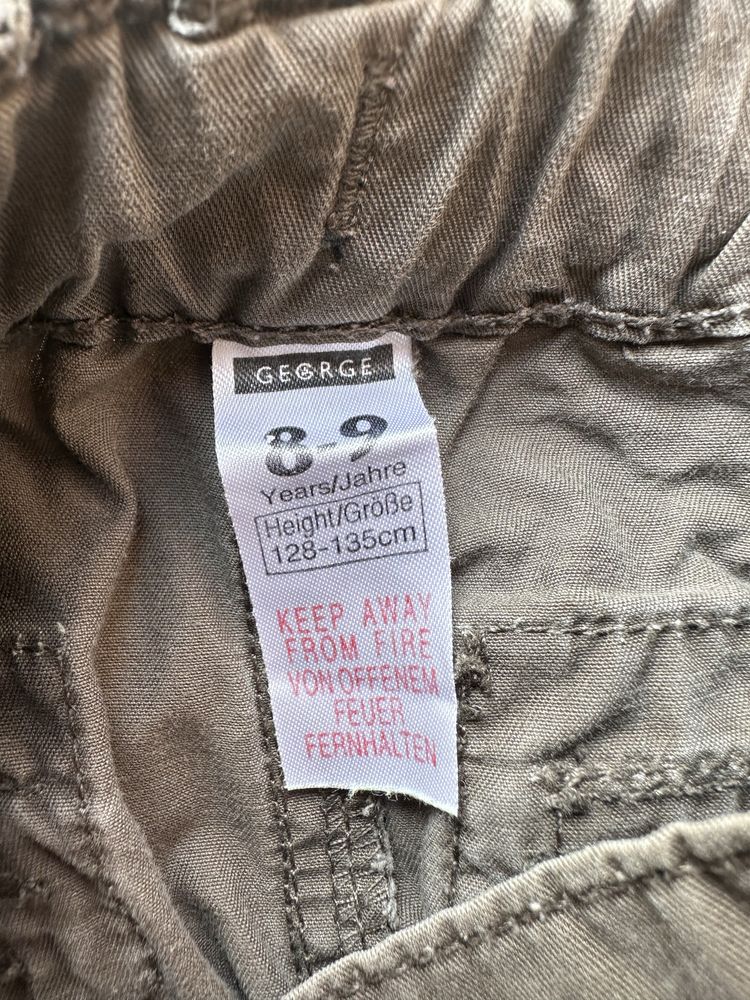 GEORGE
8-9
Years/Jahre
Height/Größe
128-135cm
KEEP AWAY
FROM FIRE
VON OFFENEM
FEUER
FERNHALTEN